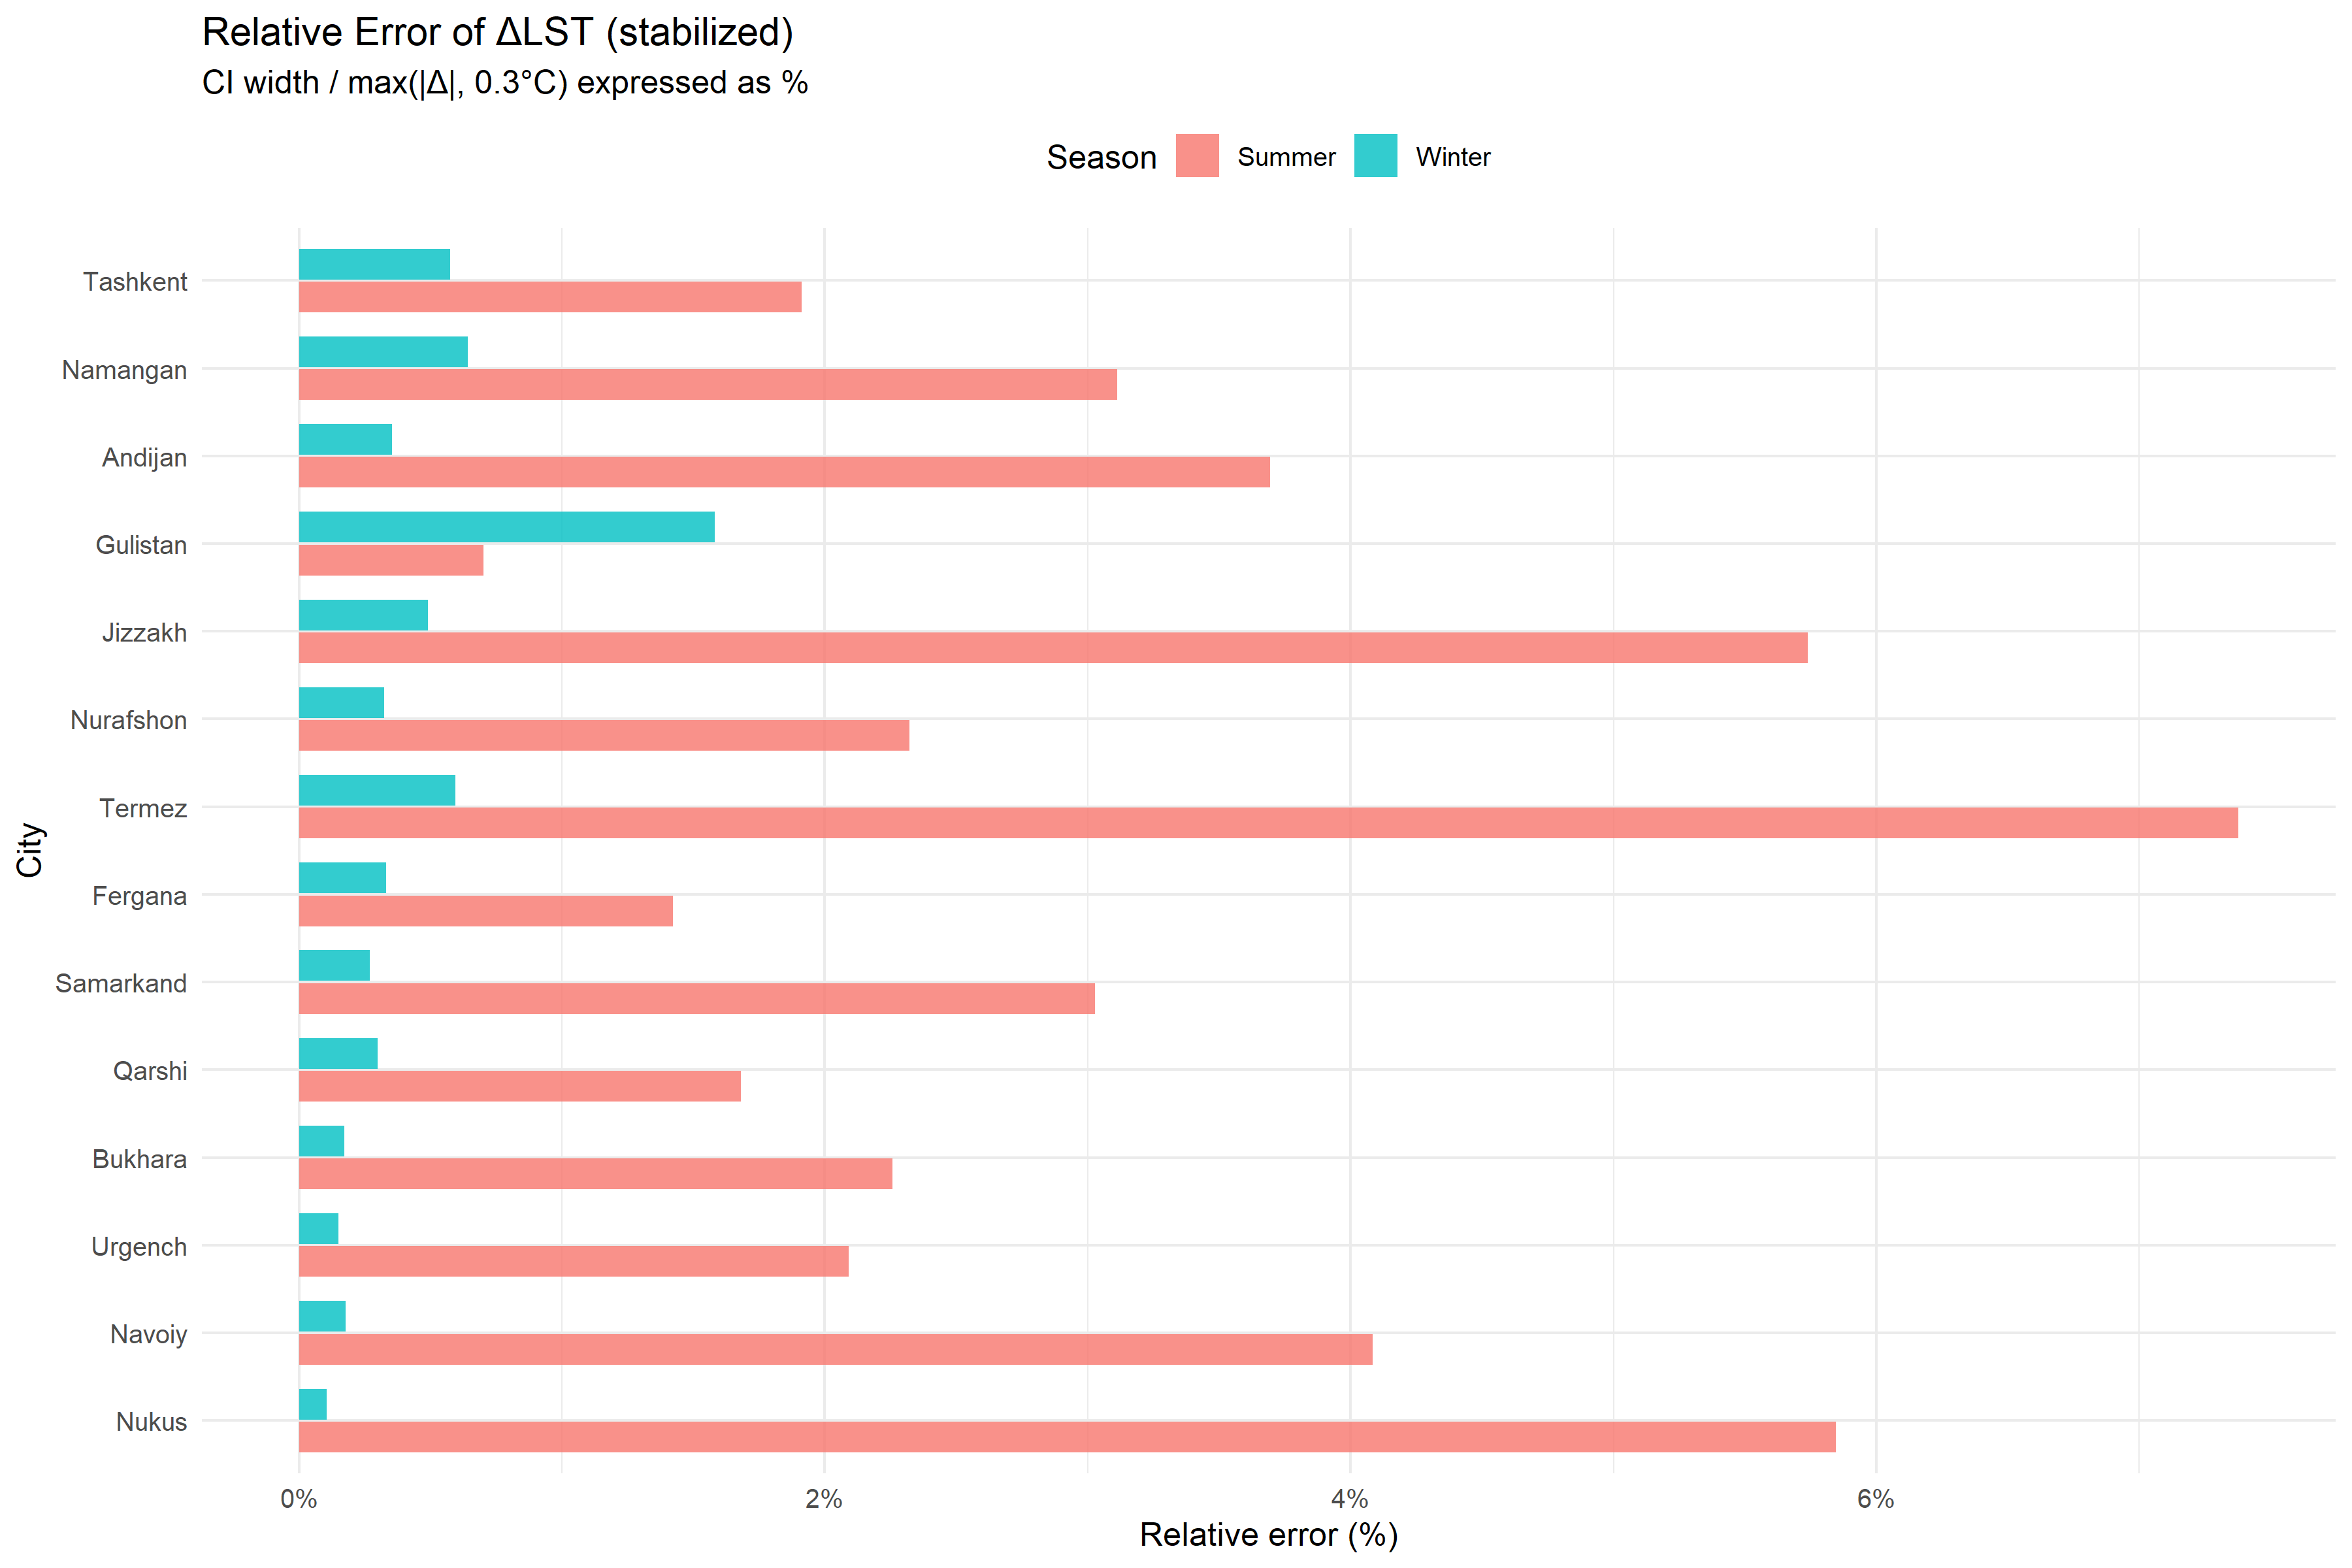 Relative Error of ΔLST (stabilized)
CI width / max(|Δ|, 0.3°C) expressed as %
Season Summer Winter
Tashkent
Namangan
Andijan
Gulistan
Jizzakh
Nurafshon
Termez
Fergana
Samarkand
Qarshi
Bukhara
Urgench
Navoiy
Nukus
City
0% 2% 4% 6%
Relative error (%)